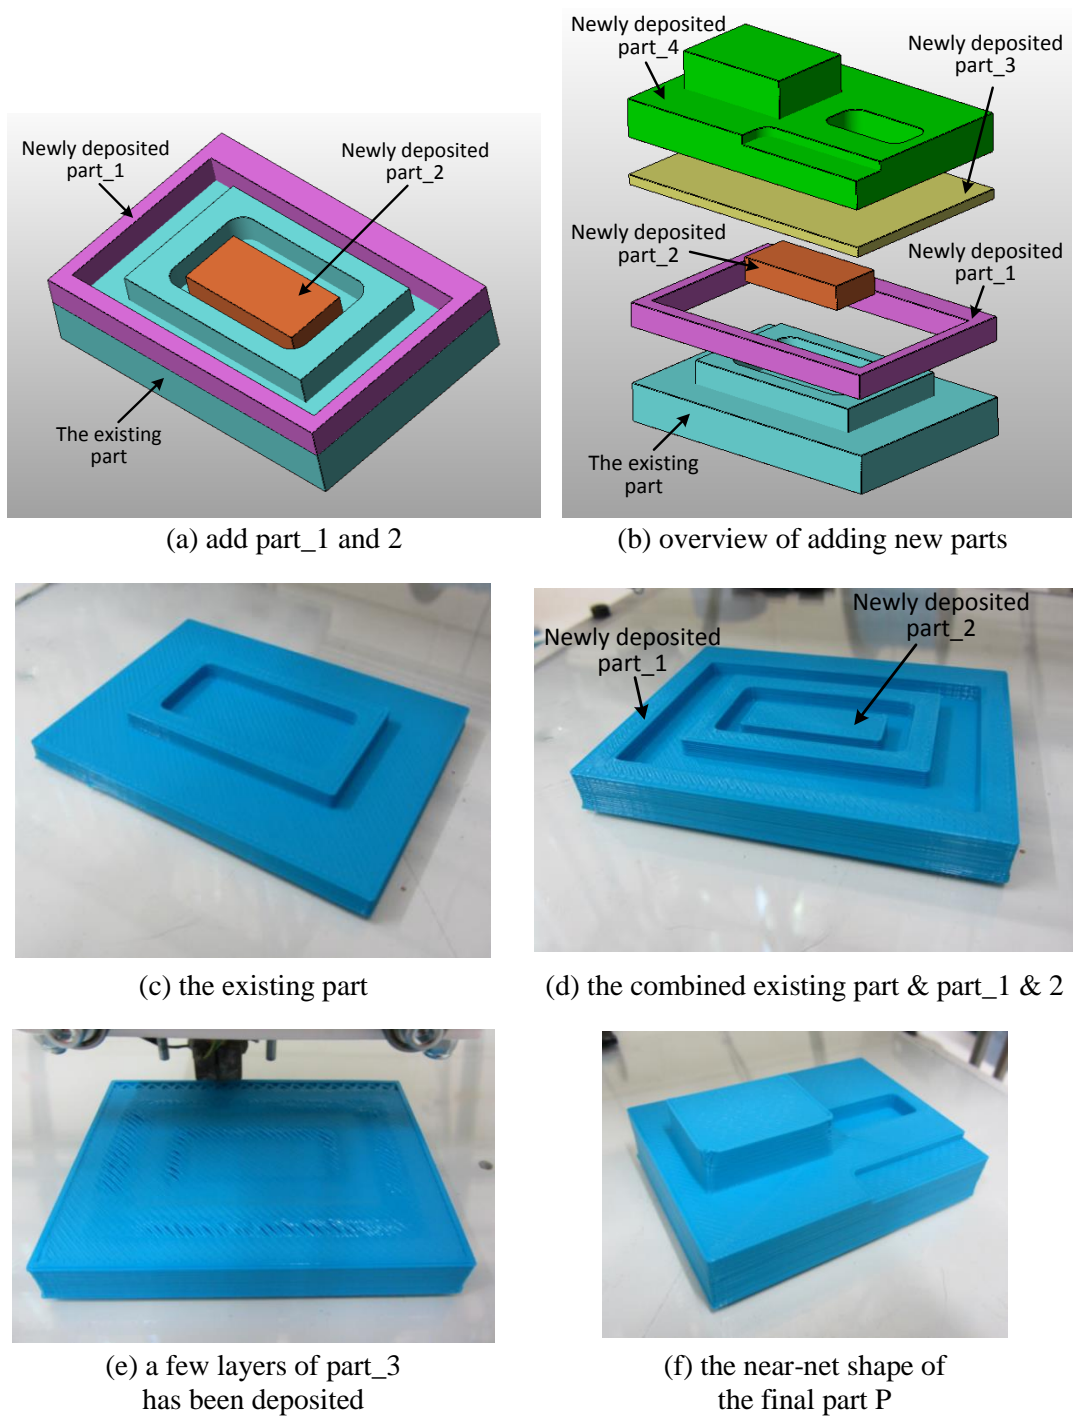 Newly deposited
part_1
Newly deposited
part_2
The existing
part
(a) add part_1 and 2
Newly deposited
part_4
Newly deposited
part_3
Newly deposited
part_2
Newly deposited
part_1
The existing
part
(b) overview of adding new parts
(c) the existing part
Newly deposited
part_1
Newly deposited
part_2
(d) the combined existing part & part_1 & 2
(e) a few layers of part_3
has been deposited
(f) the near-net shape of
the final part P